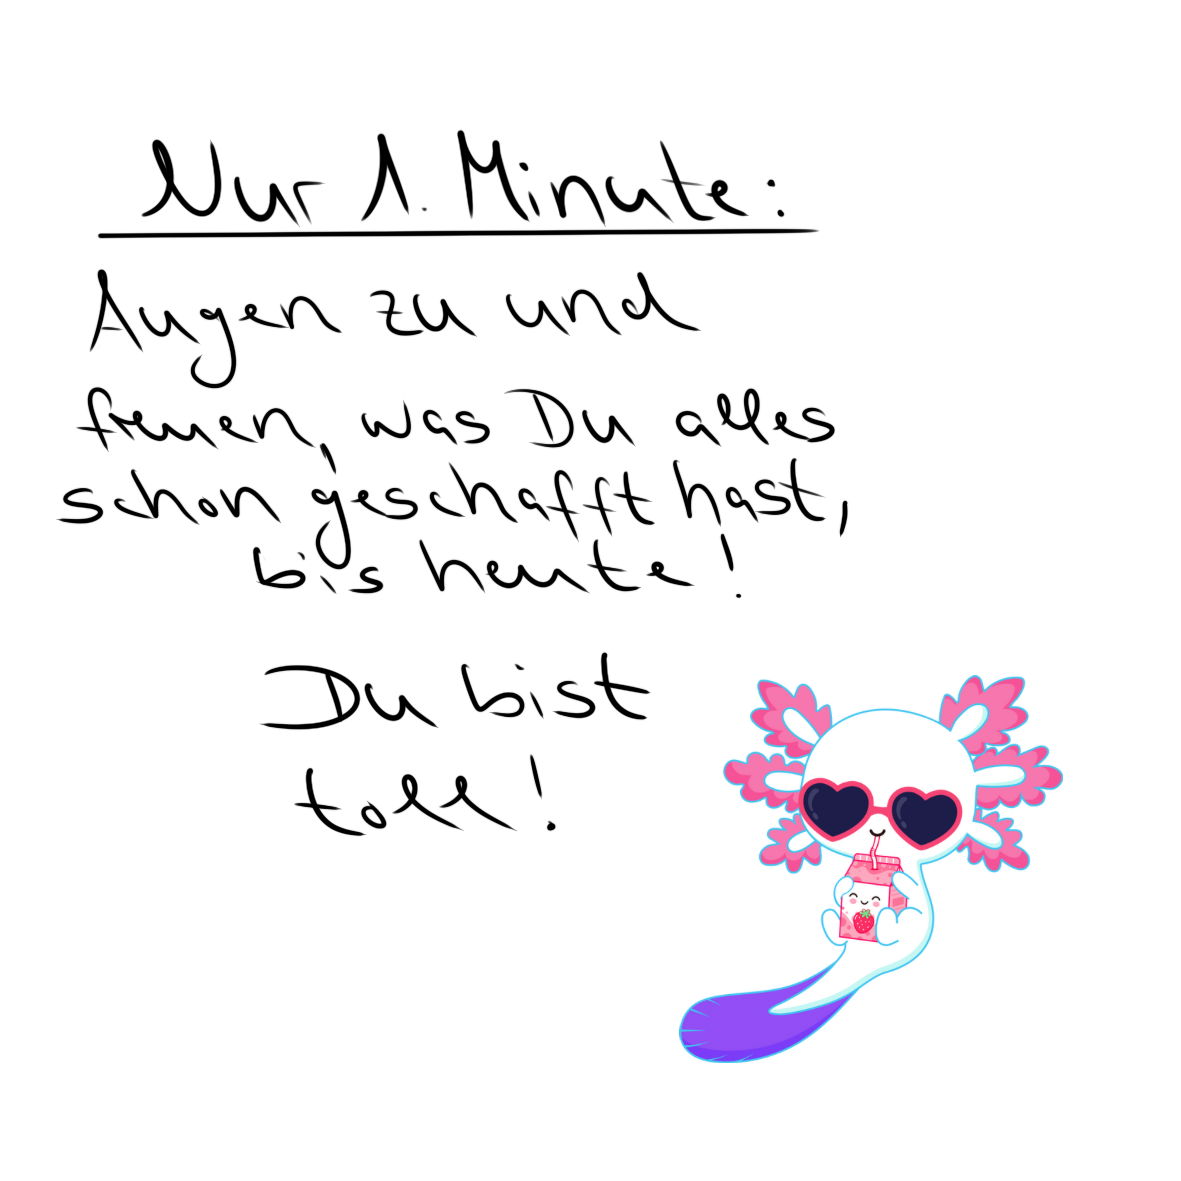 Nur 1. Minute:
Augen zu und
freuen, was Du alles
schon geschafft hast,
bis heute!
Du bist
toll!